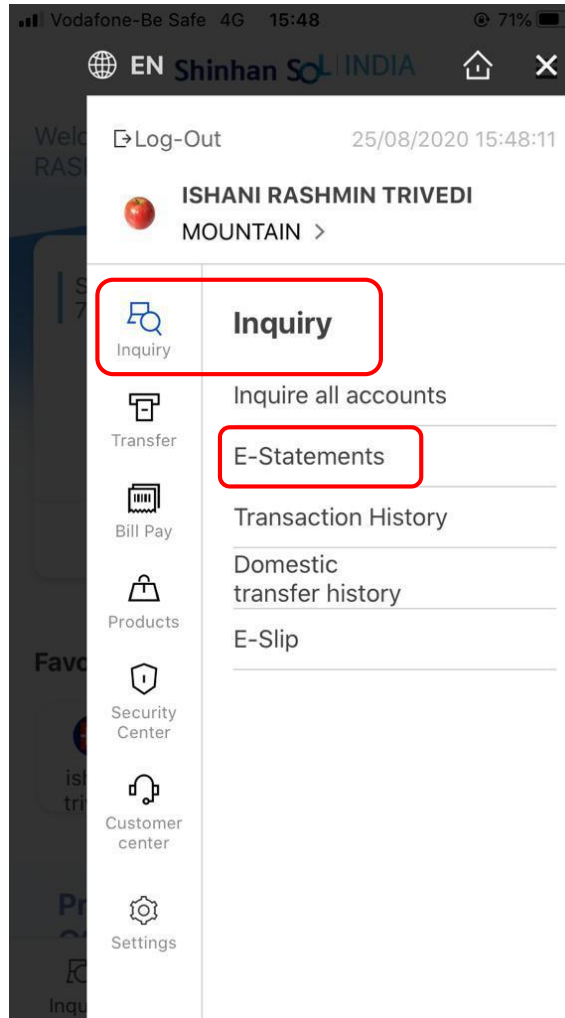 Vodafone-Be Safe 4G 15:48 71%
EN Shinhan SOL INDIA
Log-Out 25/08/2020 15:48:11
ISHANI RASHMIN TRIVEDI
MOUNTAIN >
Inquiry
Transfer
Bill Pay
Products
Security
Center
Customer
center
Settings
Inquiry
Inquire all accounts
E-Statements
Transaction History
Domestic
transfer history
E-Slip